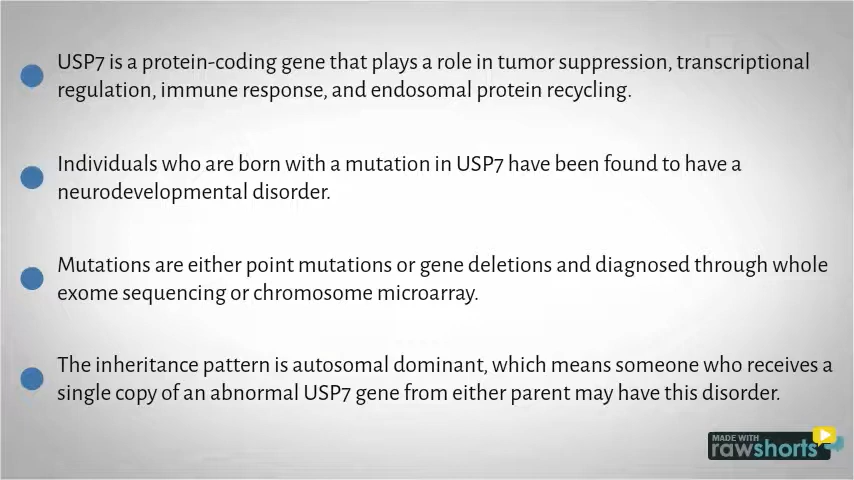 USP7 is a protein-coding gene that plays a role in tumor suppression, transcriptional
regulation, immune response, and endosomal protein recycling.
Individuals who are born with a mutation in USP7 have been found to have a
neurodevelopmental disorder.
Mutations are either point mutations or gene deletions and diagnosed through whole
exome sequencing or chromosome microarray.
The inheritance pattern is autosomal dominant, which means someone who receives a
single copy of an abnormal USP7 gene from either parent may have this disorder.
MADE WITH
rawshorts